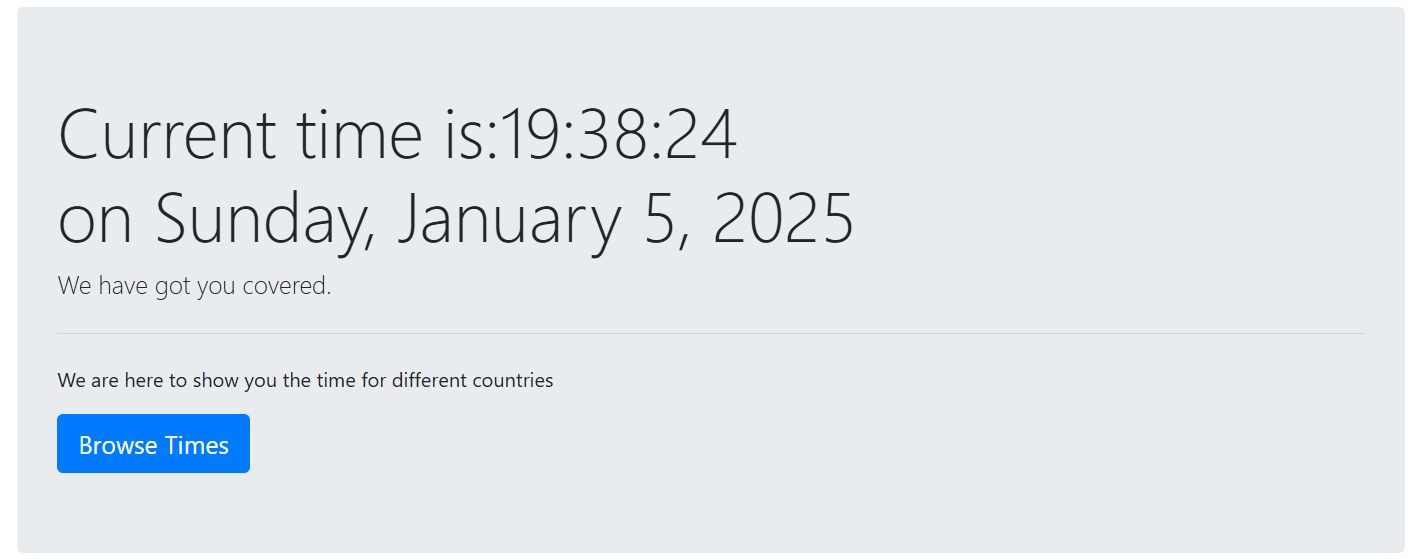 Current time is:19:38:24
on Sunday, January 5, 2025
We have got you covered.
We are here to show you the time for different countries
Browse Times